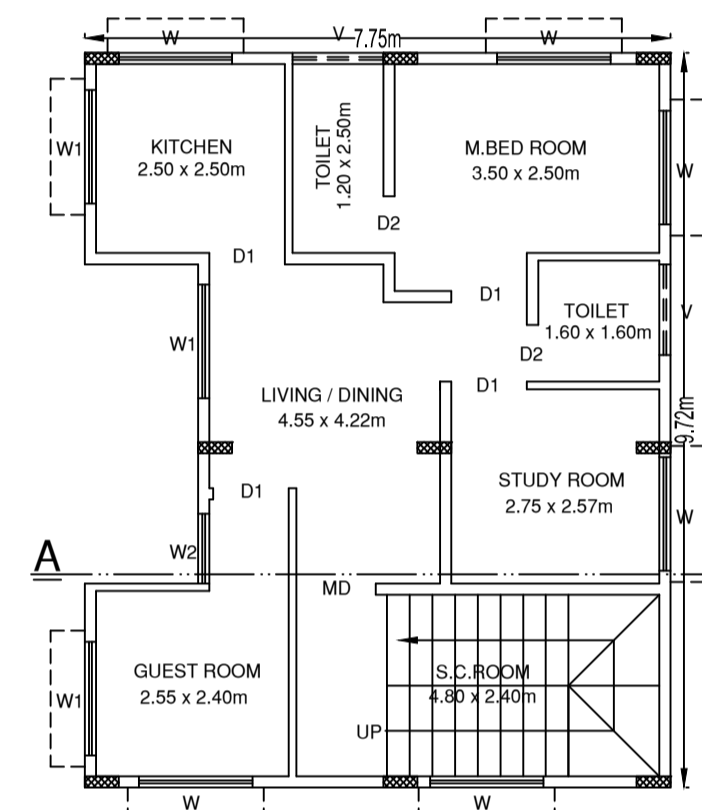 W
V
7.75m
W
W1
KITCHEN
2.50 x 2.50m
TOILET
1.20 x 2.50m
M.BED ROOM
3.50 x 2.50m
W
D2
D1
D1
TOILET
1.60 x 1.60m
V
W1
D2
D1
LIVING / DINING
4.55 x 4.22m
9.72m
D1
STUDY ROOM
2.75 x 2.57m
W
A
W2
MD
GUEST ROOM
2.55 x 2.40m
S.C.ROOM
4.80 x 2.40m
W1
UP
W
W